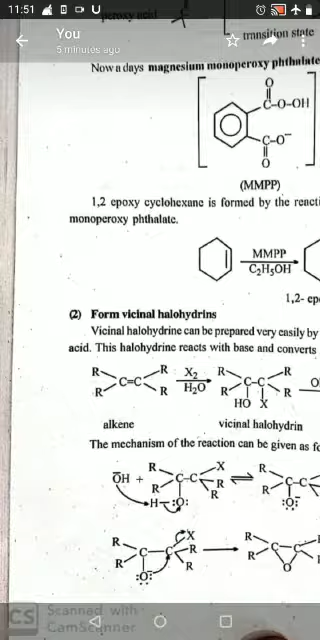 11:51
You
5 minutes ago
peroxy acid
transition state
Now a days magnesium monoperoxy phthalate
O
C-O-OH
C-O⁻
O
(MMPP)
1,2 epoxy cyclohexane is formed by the reacti
monoperoxy phthalate.
MMPP
C₂H₅OH
1,2- ep
(2) Form vicinal halohydrins
Vicinal halohydrine can be prepared very easily by
acid. This halohydrine reacts with base and converts
R R X₂ R R
C=C C-C O
R R H₂O R R
HO X
alkene vicinal halohydrin
The mechanism of the reaction can be given as fo
R X R
ŌH + C-C R C-C
R R R
H-:O: :O:⁻
R X R
C-C R C C
R R R
:O:⁻ O
CS Scanned with
CamScanner